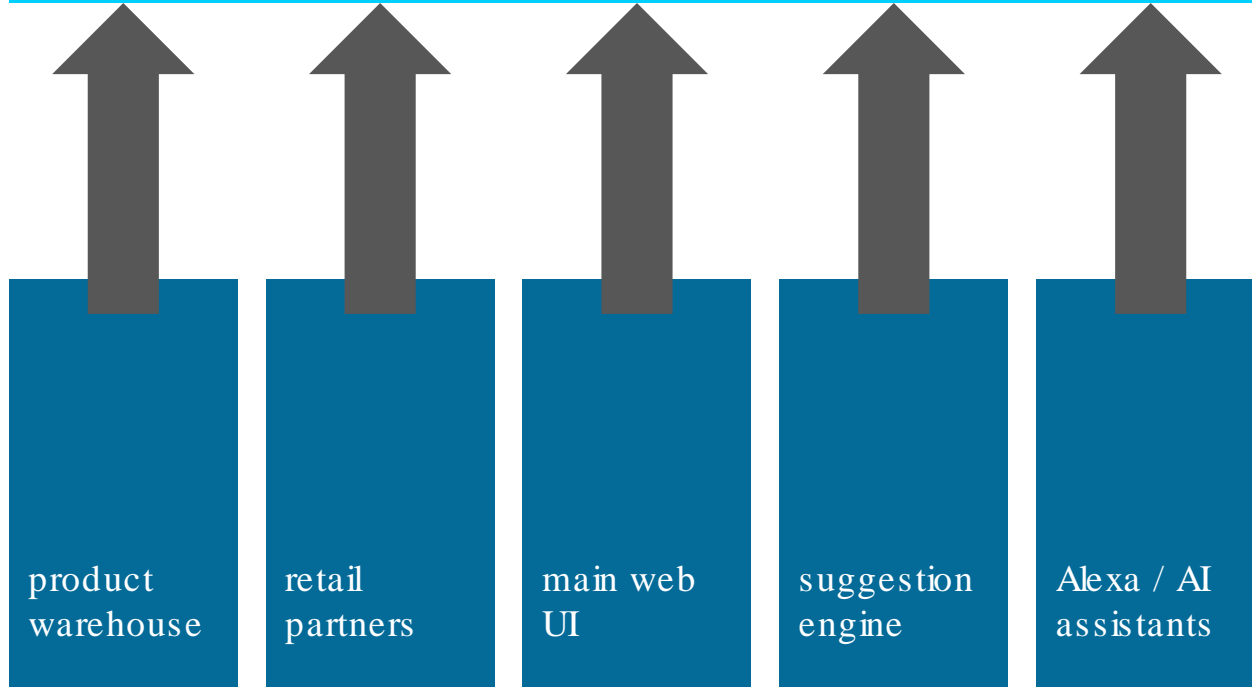 product
warehouse
retail
partners
main web
UI
suggestion
engine
Alexa / AI
assistants